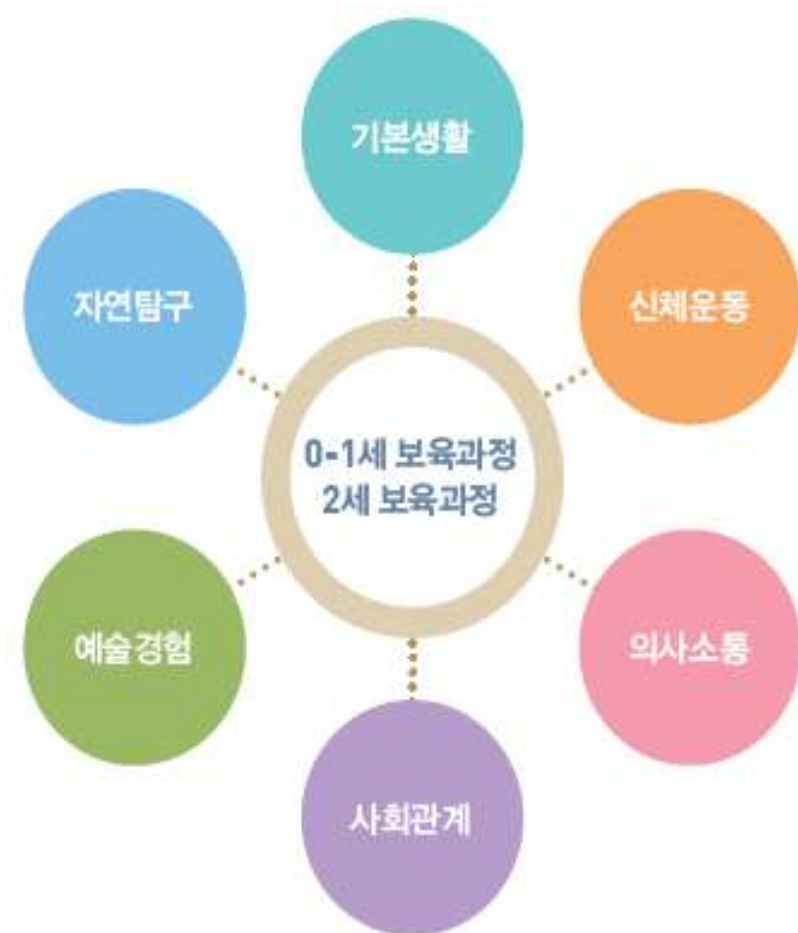 기본생활
자연탐구
신체운동
0-1세 보육과정
2세 보육과정
예술경험
의사소통
사회관계